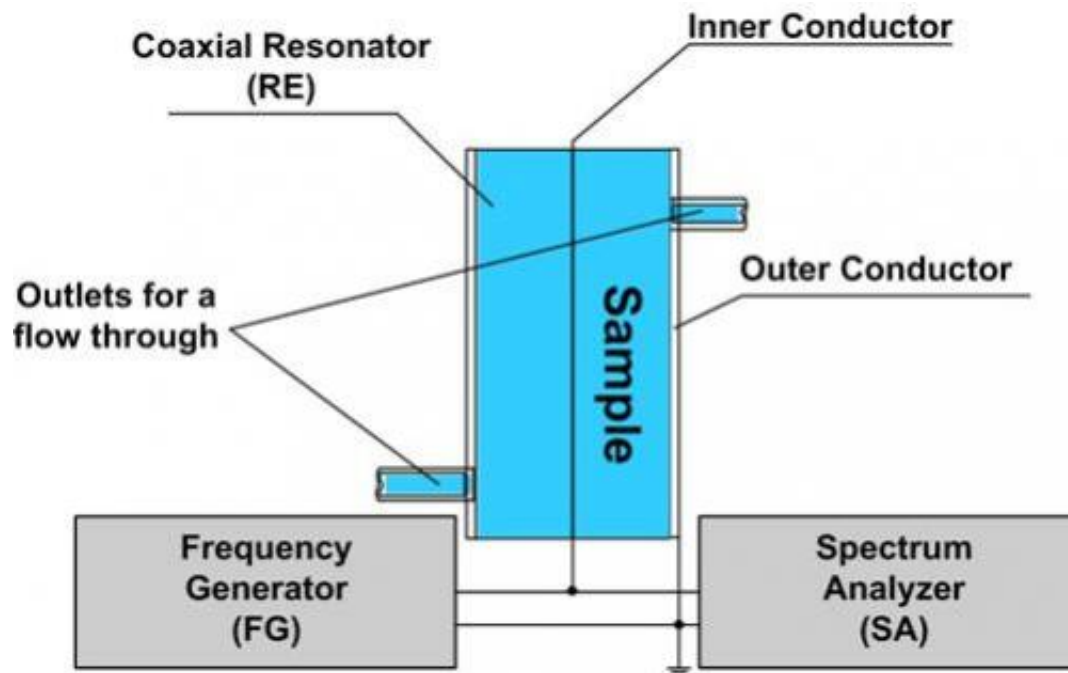 Inner Conductor
Coaxial Resonator
(RE)
Outer Conductor
Outlets for a
flow through
Sample
Frequency
Generator
(FG)
Spectrum
Analyzer
(SA)